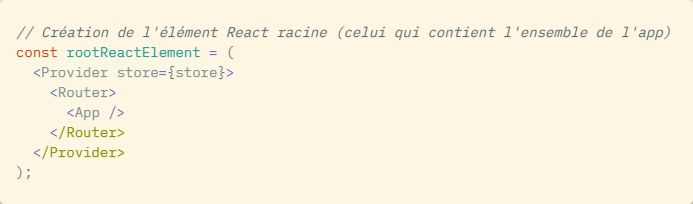 // Création de l'élément React racine (celui qui contient l'ensemble de l'app)
const rootReactElement = (
  <Provider store={store}>
    <Router>
      <App />
    </Router>
  </Provider>
);